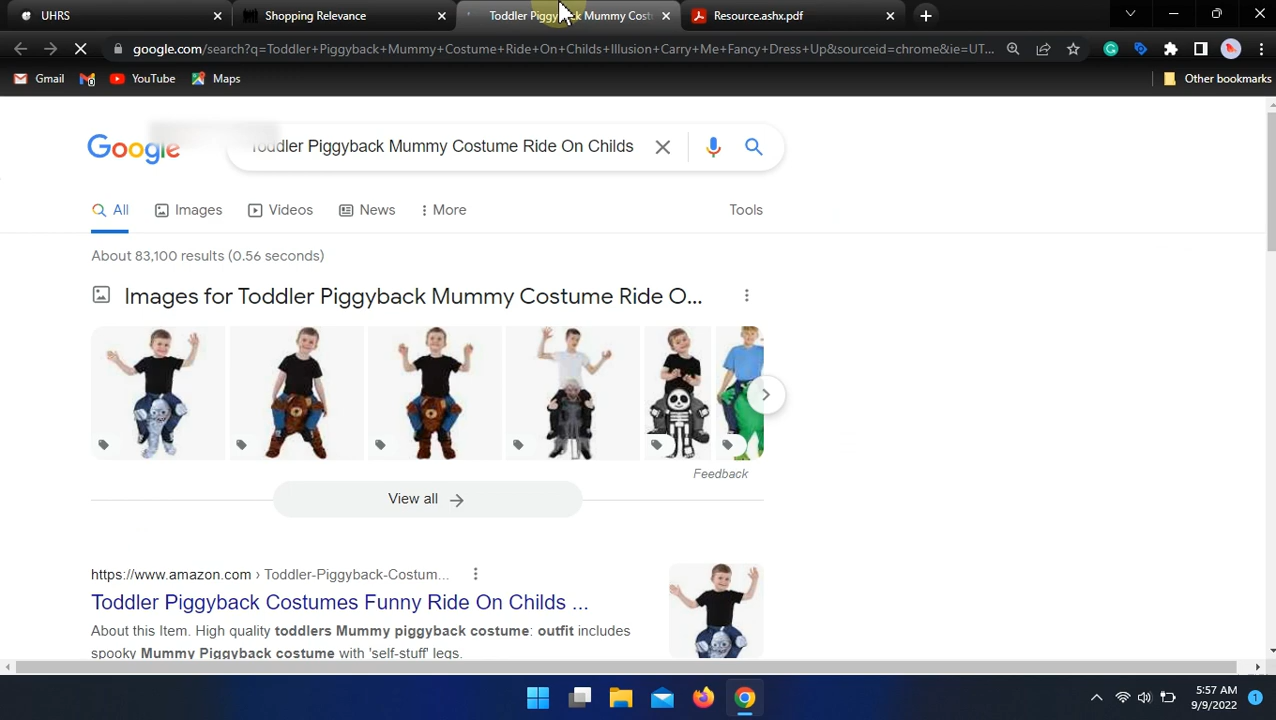 UHRS
Shopping Relevance
Toddler Piggyback Mummy Cost
Resource.ashx.pdf
google.com/search?q=Toddler+Piggyback+Mummy+Costume+Ride+On+Childs+Illusion+Carry+Me+Fancy+Dress+Up&sourceid=chrome&ie=UT...
Gmail
YouTube
Maps
Other bookmarks
Google
Toddler Piggyback Mummy Costume Ride On Childs
All
Images
Videos
News
More
Tools
About 83,100 results (0.56 seconds)
Images for Toddler Piggyback Mummy Costume Ride O...
Feedback
View all
https://www.amazon.com › Toddler-Piggyback-Costum...
Toddler Piggyback Costumes Funny Ride On Childs ...
About this Item. High quality toddlers Mummy piggyback costume: outfit includes
spooky Mummy Piggyback costume with 'self-stuff' legs.
5:57 AM
9/9/2022
1